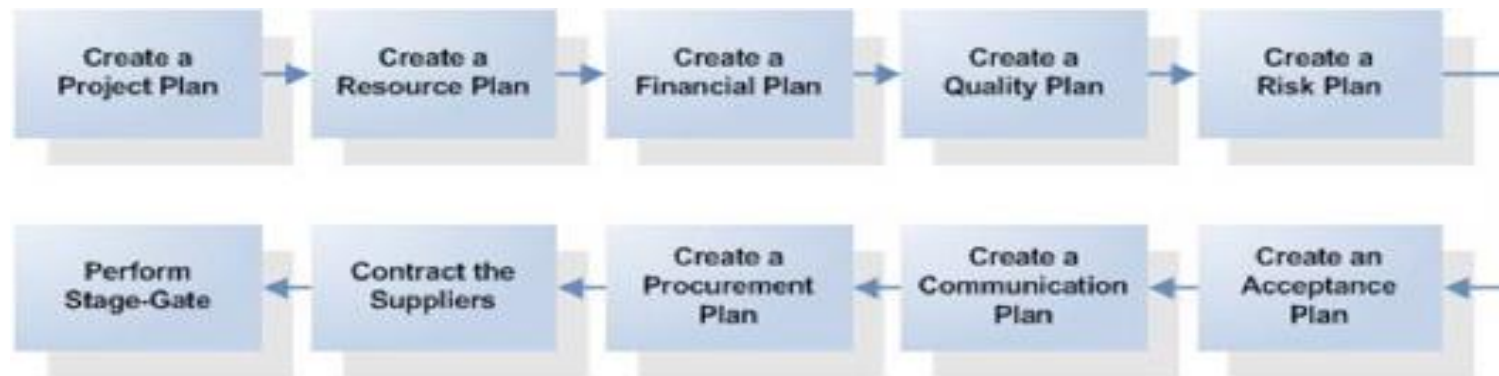 Create a
Project Plan
Create a
Resource Plan
Create a
Financial Plan
Create a
Quality Plan
Create a
Risk Plan
Create an
Acceptance
Plan
Create a
Communication
Plan
Create a
Procurement
Plan
Contract the
Suppliers
Perform
Stage-Gate